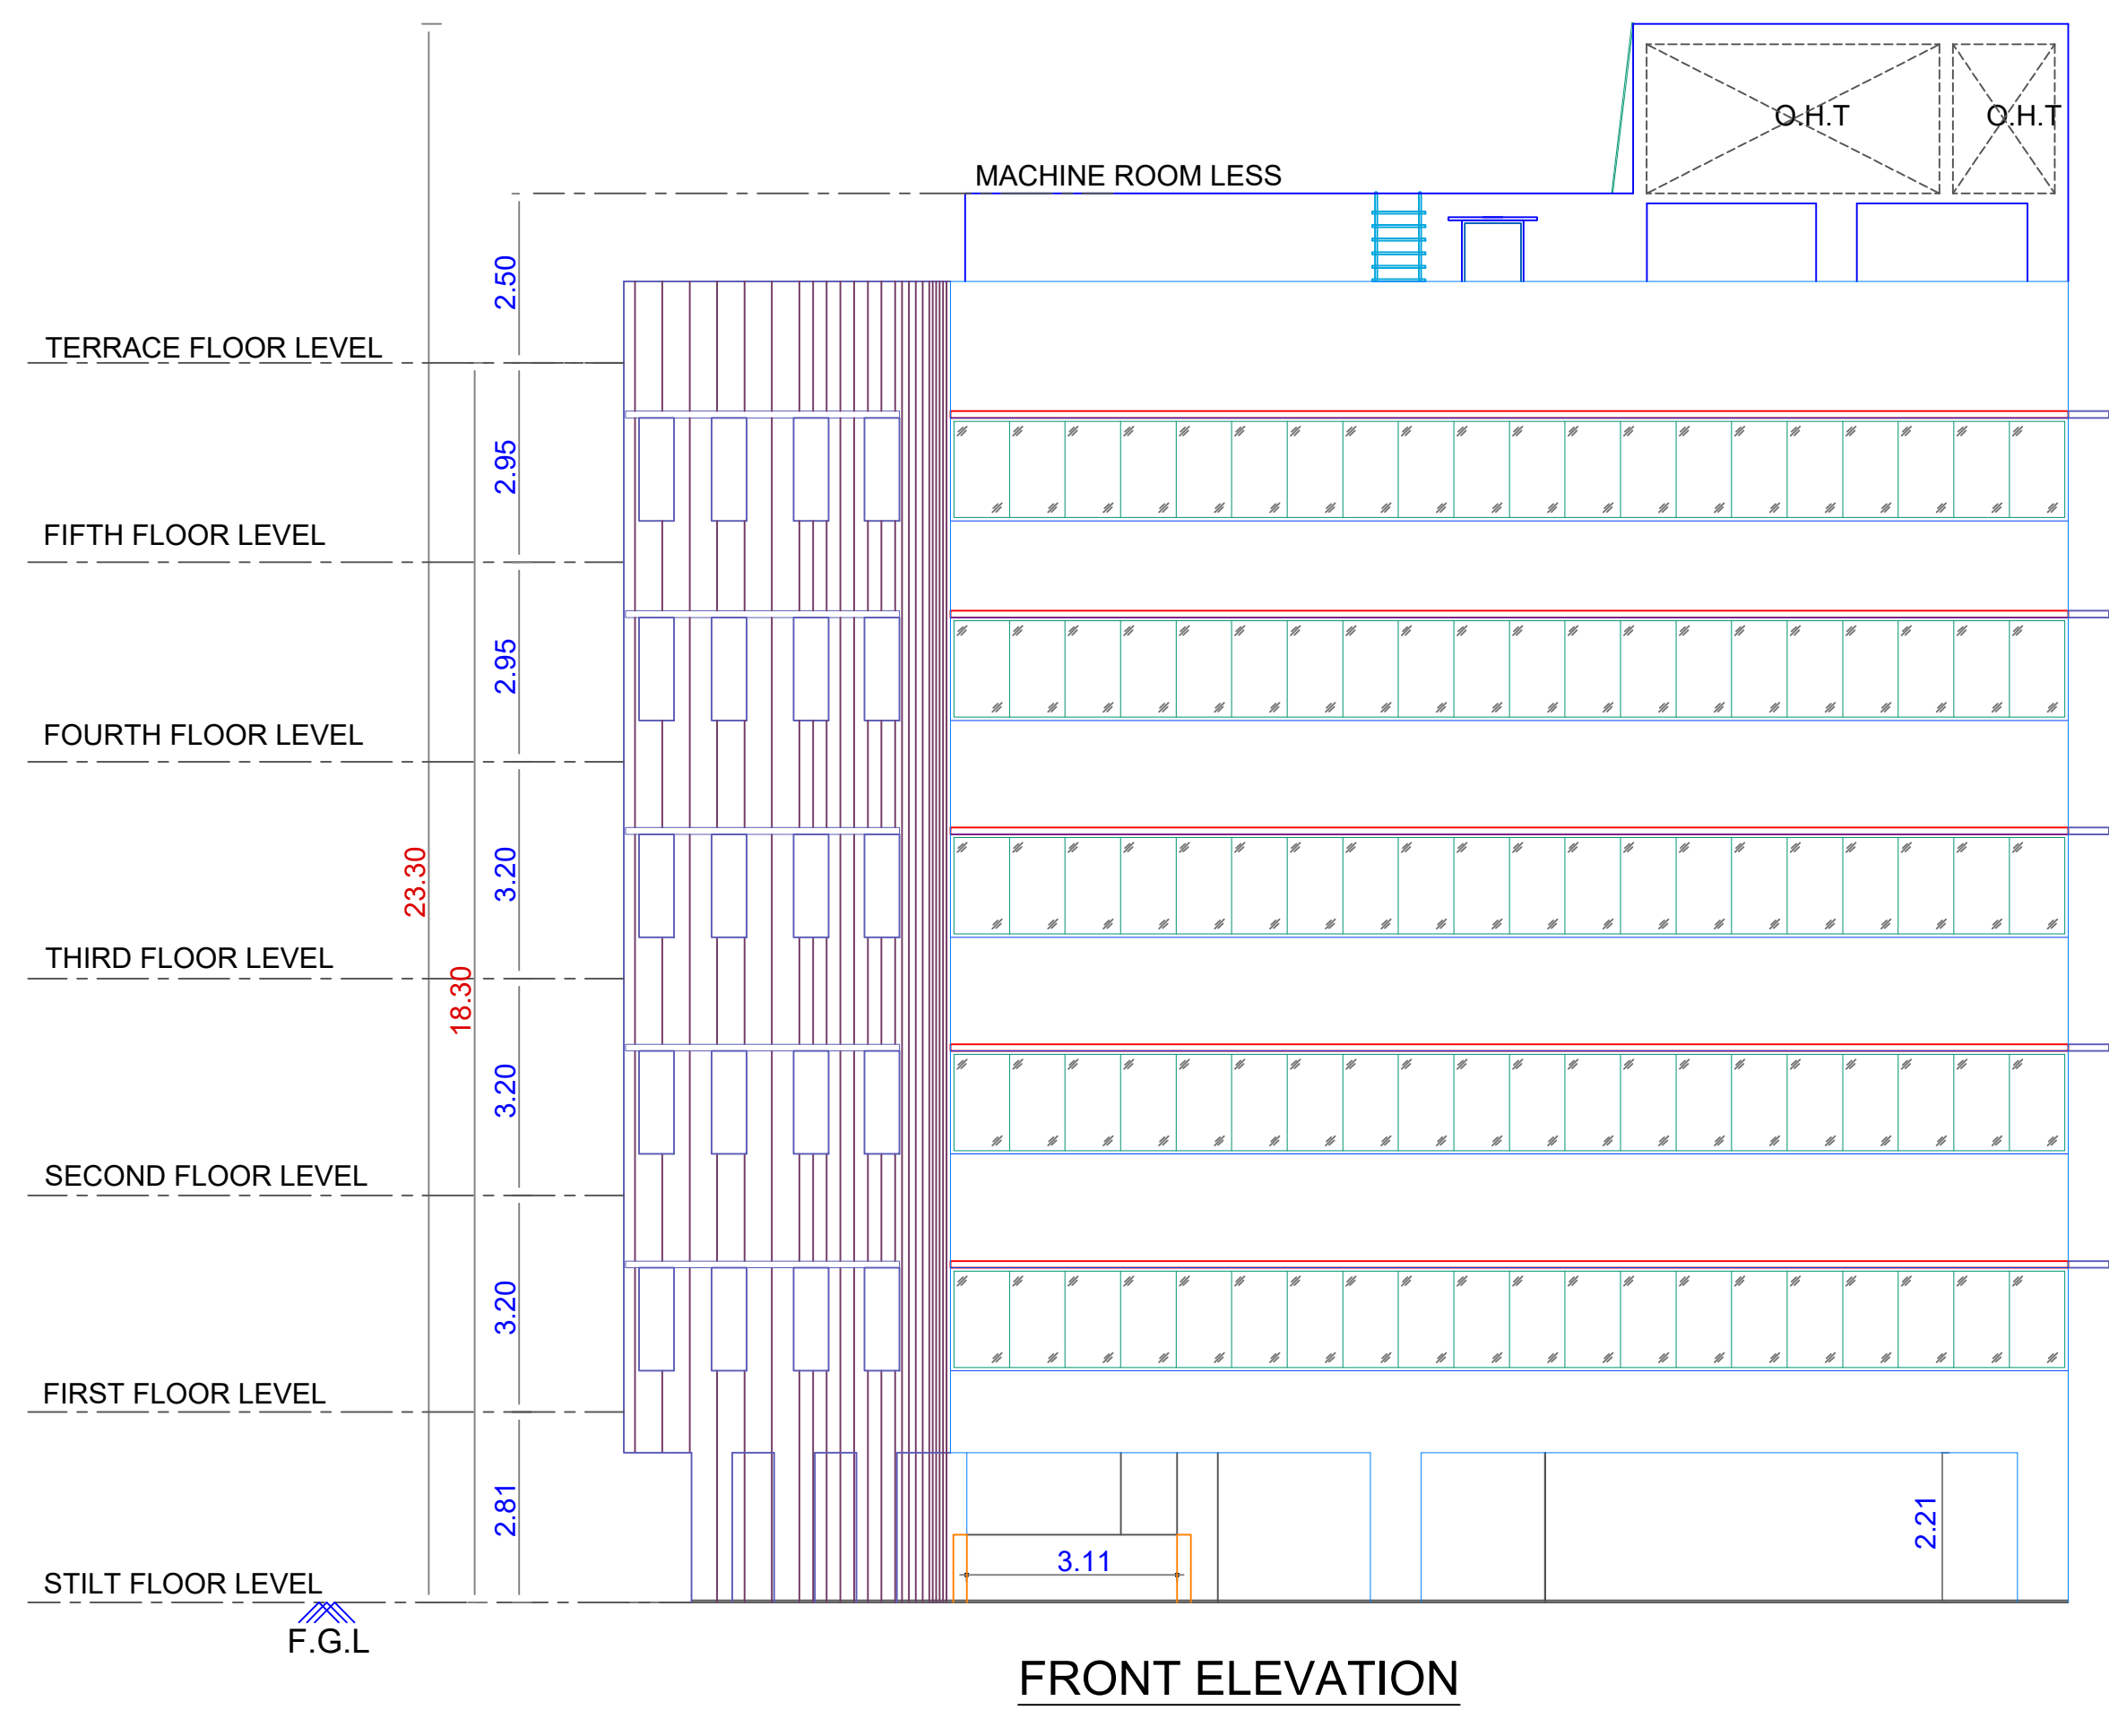 O.H.T
O.H.T
MACHINE ROOM LESS
2.50
TERRACE FLOOR LEVEL
2.95
FIFTH FLOOR LEVEL
2.95
FOURTH FLOOR LEVEL
23.30
3.20
THIRD FLOOR LEVEL
18.30
3.20
SECOND FLOOR LEVEL
3.20
FIRST FLOOR LEVEL
2.81
2.21
3.11
STILT FLOOR LEVEL
F.G.L
FRONT ELEVATION